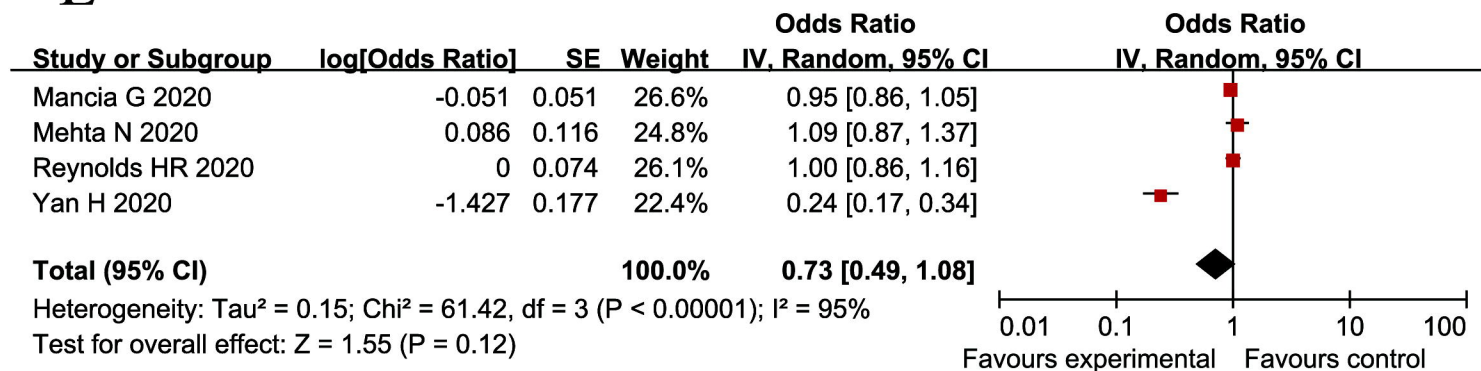 Odds Ratio Odds Ratio
Study or Subgroup log[Odds Ratio] SE Weight IV, Random, 95% CI IV, Random, 95% CI
Mancia G 2020 -0.051 0.051 26.6% 0.95 [0.86, 1.05]
Mehta N 2020 0.086 0.116 24.8% 1.09 [0.87, 1.37]
Reynolds HR 2020 0 0.074 26.1% 1.00 [0.86, 1.16]
Yan H 2020 -1.427 0.177 22.4% 0.24 [0.17, 0.34]
Total (95% CI) 100.0% 0.73 [0.49, 1.08]
Heterogeneity: Tau² = 0.15; Chi² = 61.42, df = 3 (P < 0.00001); I² = 95%
Test for overall effect: Z = 1.55 (P = 0.12)
0.01 0.1 1 10 100
Favours experimental Favours control